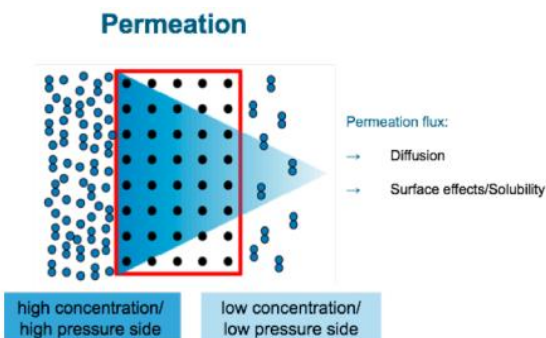 Permeation
Permeation flux:
→ Diffusion
→ Surface effects/Solubility
high concentration/
high pressure side
low concentration/
low pressure side